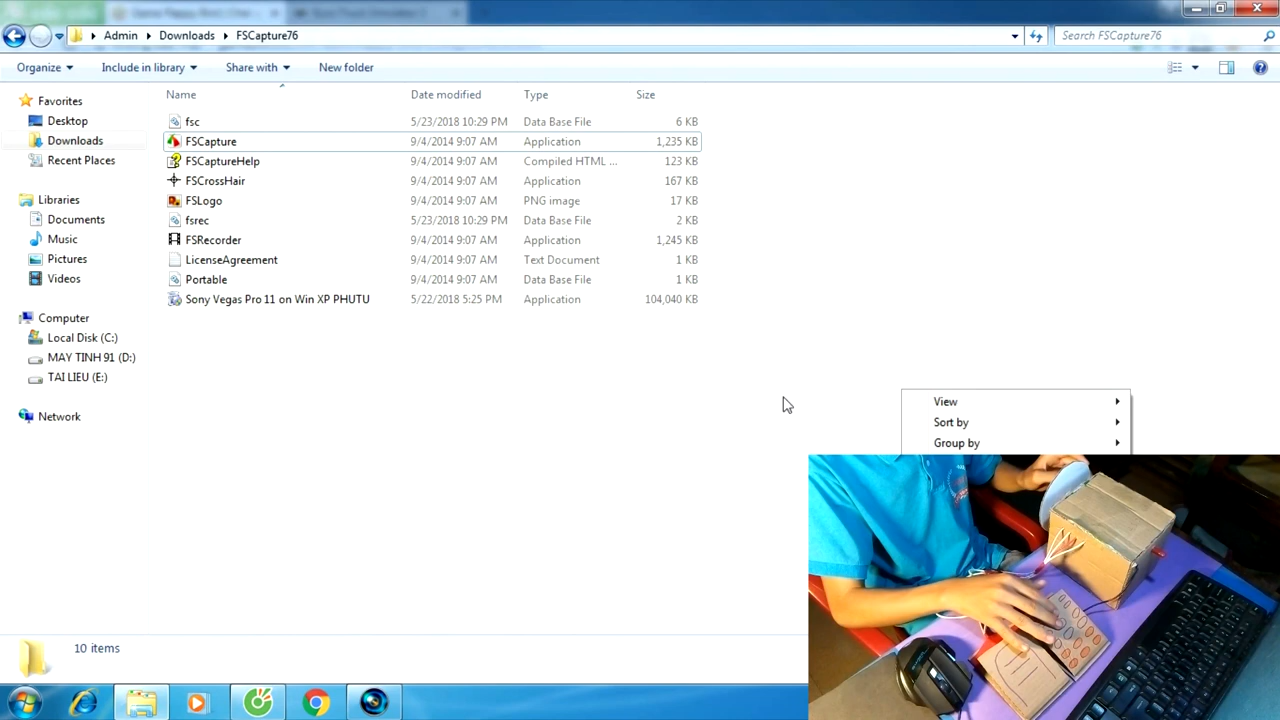 Admin Downloads FSCapture76
Search FSCapture76
Organize Include in library Share with New folder
Name Date modified Type Size
Favorites
Desktop
Downloads
Recent Places
Libraries
Documents
Music
Pictures
Videos
Computer
Local Disk (C:)
MAY TINH 91 (D:)
TAI LIEU (E:)
Network
fsc 5/23/2018 10:29 PM Data Base File 6 KB
FSCapture 9/4/2014 9:07 AM Application 1,235 KB
FSCaptureHelp 9/4/2014 9:07 AM Compiled HTML ... 123 KB
FSCrossHair 9/4/2014 9:07 AM Application 167 KB
FSLogo 9/4/2014 9:07 AM PNG image 17 KB
fsrec 5/23/2018 10:29 PM Data Base File 2 KB
FSRecorder 9/4/2014 9:07 AM Application 1,245 KB
LicenseAgreement 9/4/2014 9:07 AM Text Document 1 KB
Portable 9/4/2014 9:07 AM Data Base File 1 KB
Sony Vegas Pro 11 on Win XP PHUTU 5/22/2018 5:25 PM Application 104,040 KB
View
Sort by
Group by
10 items